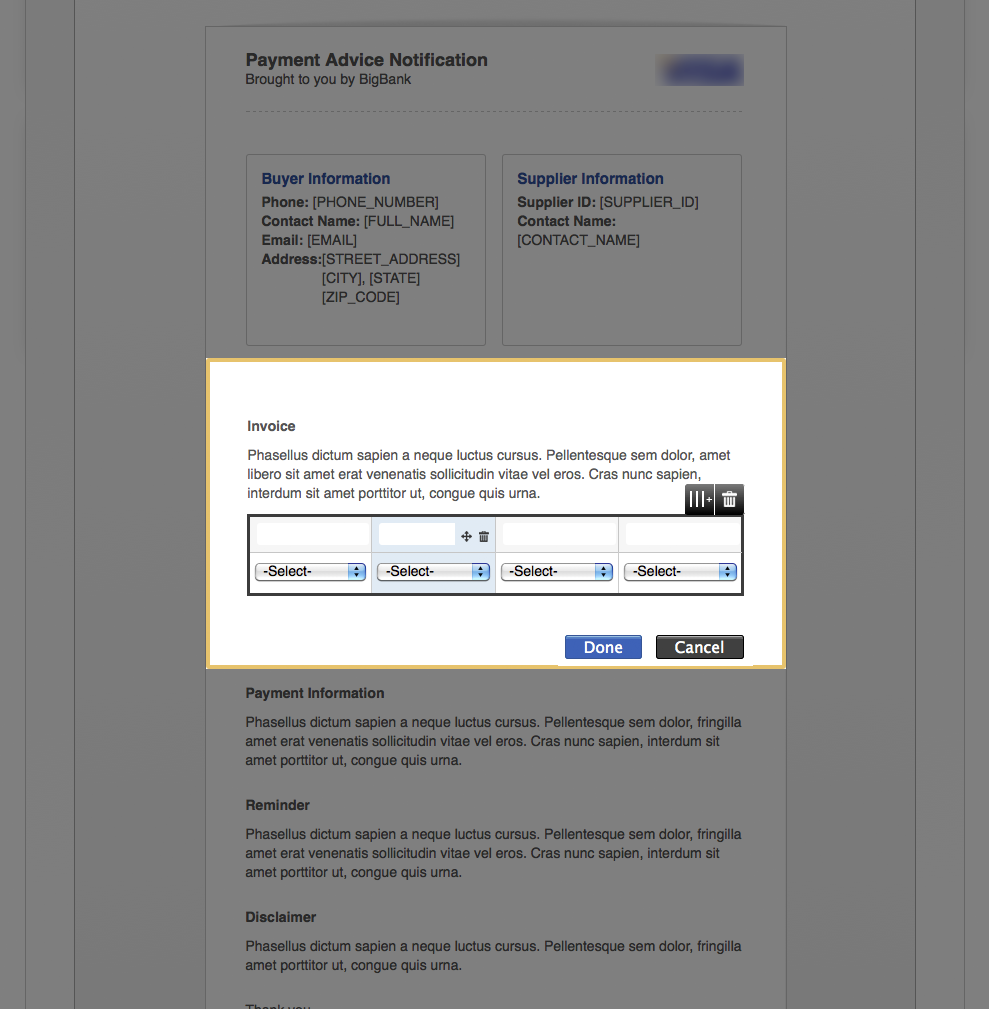 Payment Advice Notification
Brought to you by BigBank
Buyer Information
Phone: [PHONE_NUMBER]
Contact Name: [FULL_NAME]
Email: [EMAIL]
Address:[STREET_ADDRESS]
[CITY], [STATE]
[ZIP_CODE]
Supplier Information
Supplier ID: [SUPPLIER_ID]
Contact Name:
[CONTACT_NAME]
Invoice
Phasellus dictum sapien a neque luctus cursus. Pellentesque sem dolor, amet
libero sit amet erat venenatis sollicitudin vitae vel eros. Cras nunc sapien,
interdum sit amet porttitor ut, congue quis urna.
-Select- -Select- -Select- -Select-
Done Cancel
Payment Information
Phasellus dictum sapien a neque luctus cursus. Pellentesque sem dolor, fringilla
amet erat venenatis sollicitudin vitae vel eros. Cras nunc sapien, interdum sit
amet porttitor ut, congue quis urna.
Reminder
Phasellus dictum sapien a neque luctus cursus. Pellentesque sem dolor, fringilla
amet erat venenatis sollicitudin vitae vel eros. Cras nunc sapien, interdum sit
amet porttitor ut, congue quis urna.
Disclaimer
Phasellus dictum sapien a neque luctus cursus. Pellentesque sem dolor, fringilla
amet porttitor ut, congue quis urna.
Thank you